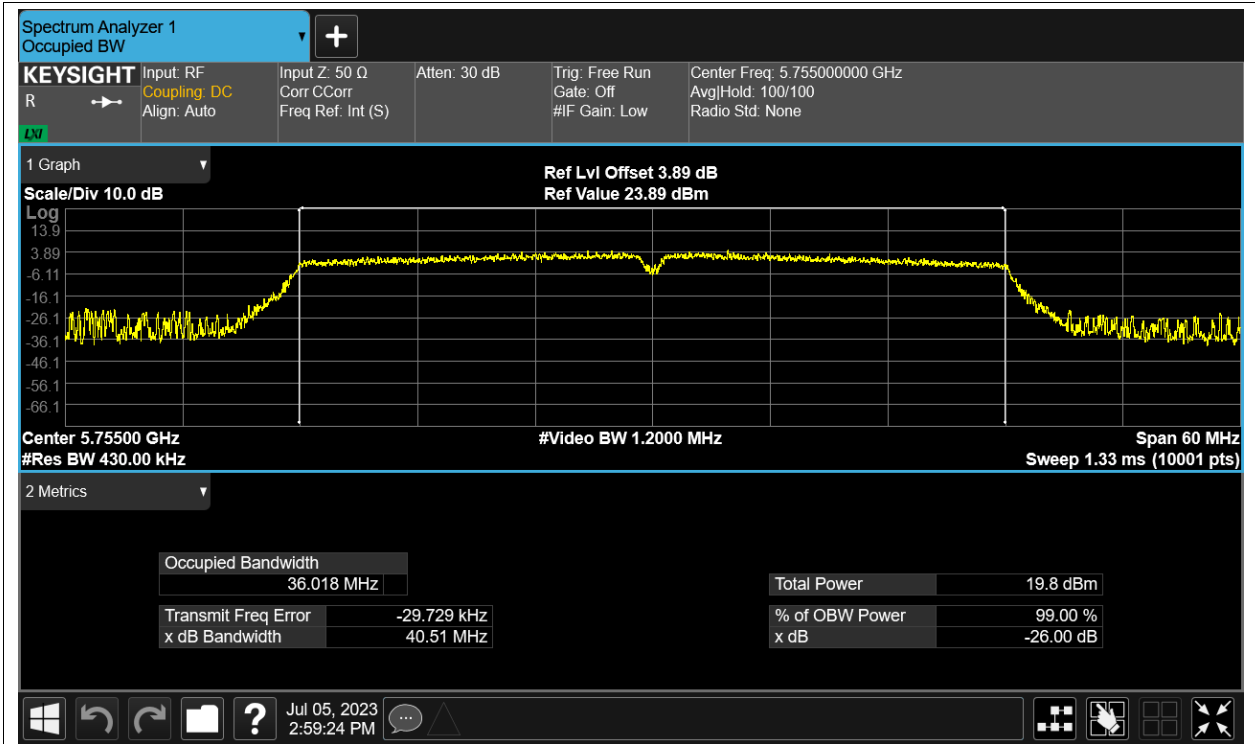 Spectrum Analyzer 1
Occupied BW
KEYSIGHT
R
LXI
Input: RF
Coupling: DC
Align: Auto
Input Z: 50 Ω
Corr CCorr
Freq Ref: Int (S)
Atten: 30 dB
Trig: Free Run
Gate: Off
#IF Gain: Low
Center Freq: 5.755000000 GHz
Avg|Hold: 100/100
Radio Std: None
1 Graph
Ref Lvl Offset 3.89 dB
Scale/Div 10.0 dB
Ref Value 23.89 dBm
Log
13.9
3.89
-6.11
-16.1
-26.1
-36.1
-46.1
-56.1
-66.1
Center 5.75500 GHz
#Video BW 1.2000 MHz
Span 60 MHz
#Res BW 430.00 kHz
Sweep 1.33 ms (10001 pts)
2 Metrics
Occupied Bandwidth
36.018 MHz
Transmit Freq Error -29.729 kHz
x dB Bandwidth 40.51 MHz
Total Power 19.8 dBm
% of OBW Power 99.00 %
x dB -26.00 dB
?
Jul 05, 2023
2:59:24 PM